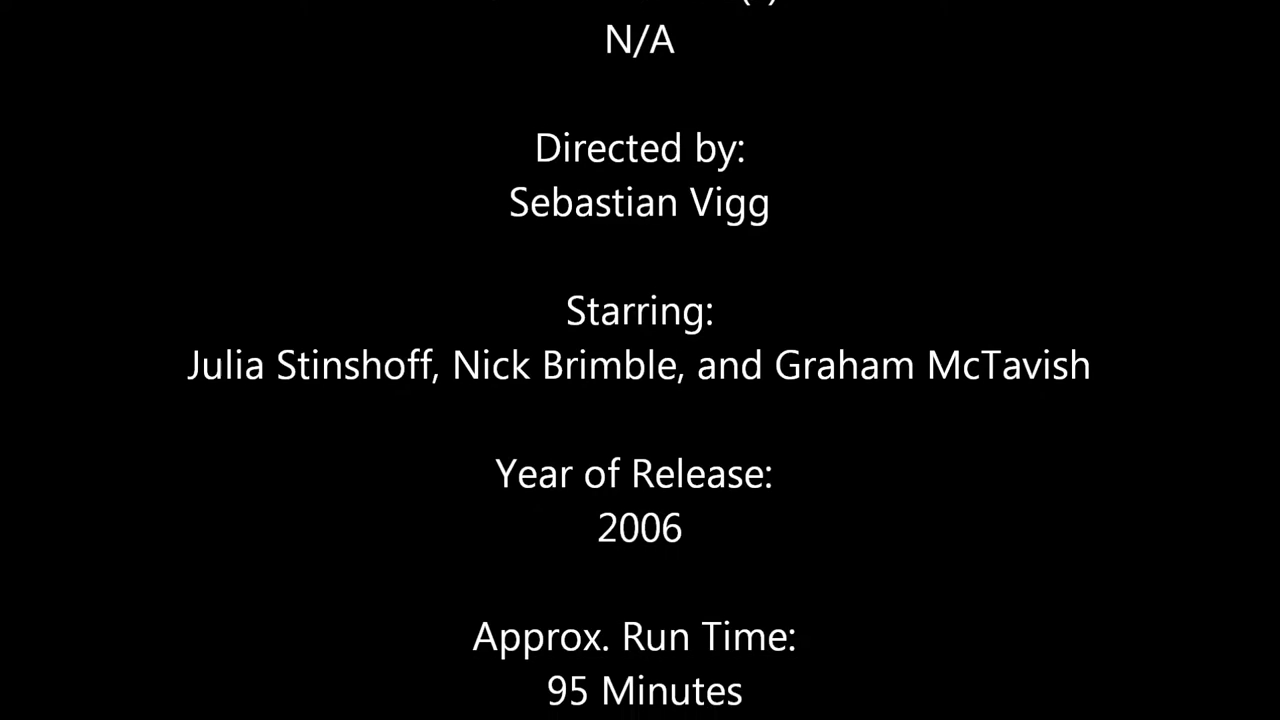 N/A
Directed by:
Sebastian Vigg
Starring:
Julia Stinshoff, Nick Brimble, and Graham McTavish
Year of Release:
2006
Approx. Run Time:
95 Minutes